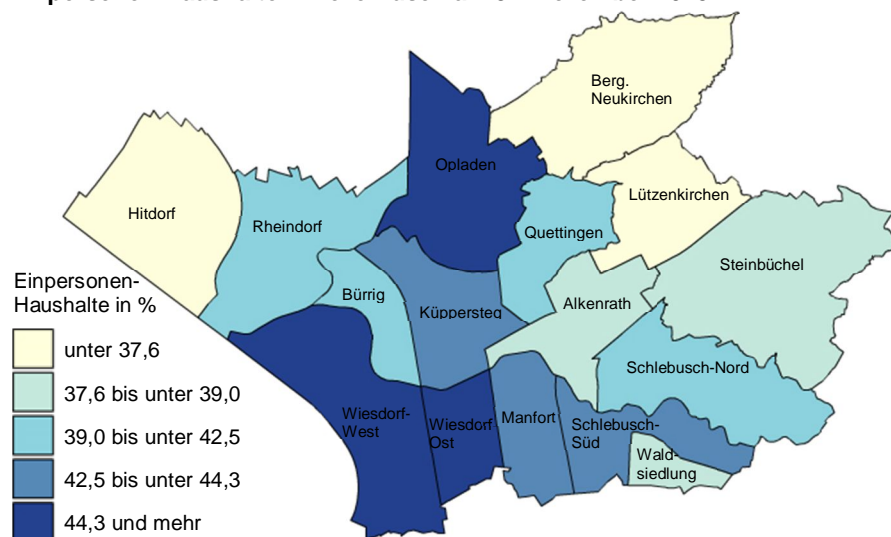 Berg.
Neukirchen
Opladen
Lützenkirchen
Hitdorf
Rheindorf
Quettingen
Steinbüchel
Einpersonen-
Haushalte in %
Bürrig
Küppersteg
Alkenrath
unter 37,6
37,6 bis unter 39,0
39,0 bis unter 42,5
42,5 bis unter 44,3
44,3 und mehr
Schlebusch-Nord
Wiesdorf-
West
Wiesdorf
Ost
Manfort
Schlebusch-
Süd
Wald-
siedlung